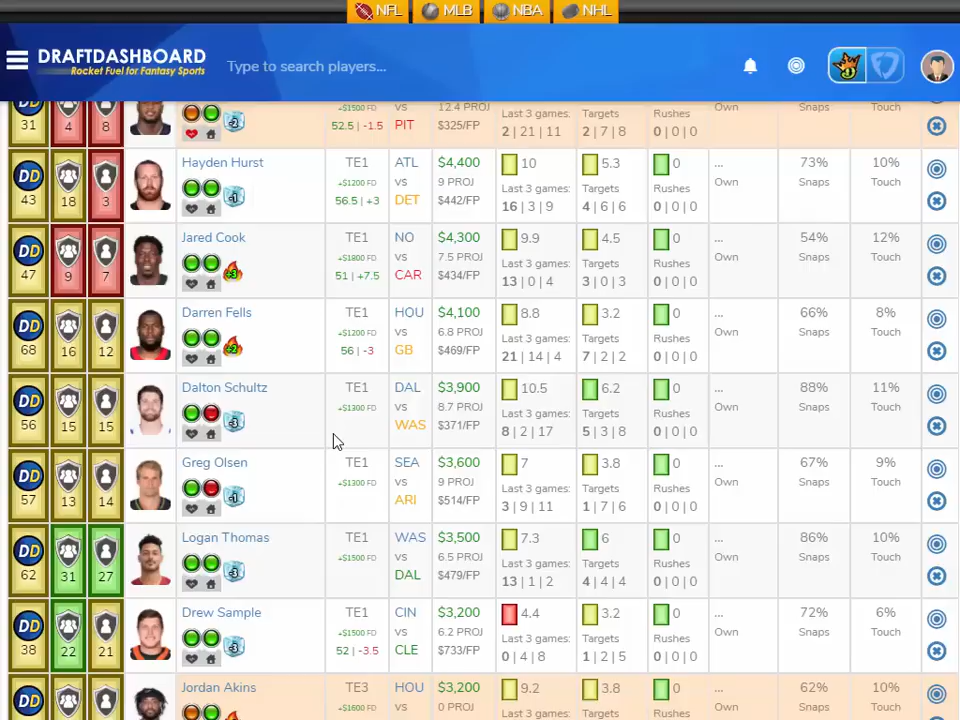 NFL MLB NBA NHL
DRAFTDASHBOARD
Rocket Fuel for Fantasy Sports
Type to search players...
31 4 8 -2 +$1500 FD vs 12.4 PROJ Last 3 games: Targets Rushes Own Snaps Touch
52.5 | -1.5 PIT $325/FP 2 | 21 | 11 2 | 7 | 8 0 | 0 | 0
Hayden Hurst TE1 ATL $4,400 10 5.3 0 ... 73% 10%
DD +$1200 FD vs 9 PROJ Last 3 games: Targets Rushes Own Snaps Touch
43 18 3 -1 56.5 | +3 DET $442/FP 16 | 3 | 9 4 | 6 | 6 0 | 0 | 0
Jared Cook TE1 NO $4,300 9.9 4.5 0 ... 54% 12%
DD +$1800 FD vs 7.5 PROJ Last 3 games: Targets Rushes Own Snaps Touch
47 9 7 +3 51 | +7.5 CAR $434/FP 13 | 0 | 4 3 | 0 | 3 0 | 0 | 0
Darren Fells TE1 HOU $4,100 8.8 3.2 0 ... 66% 8%
DD +$1200 FD vs 6.8 PROJ Last 3 games: Targets Rushes Own Snaps Touch
68 16 12 +2 56 | -3 GB $469/FP 21 | 14 | 4 7 | 2 | 2 0 | 0 | 0
Dalton Schultz TE1 DAL $3,900 10.5 6.2 0 ... 88% 11%
DD +$1300 FD vs 8.7 PROJ Last 3 games: Targets Rushes Own Snaps Touch
56 15 15 -3 WAS $371/FP 8 | 2 | 17 5 | 3 | 8 0 | 0 | 0
Greg Olsen TE1 SEA $3,600 7 3.8 0 ... 67% 9%
DD +$1300 FD vs 9 PROJ Last 3 games: Targets Rushes Own Snaps Touch
57 13 14 -1 ARI $514/FP 3 | 9 | 11 1 | 7 | 6 0 | 0 | 0
Logan Thomas TE1 WAS $3,500 7.3 6 0 ... 86% 10%
DD +$1500 FD vs 6.5 PROJ Last 3 games: Targets Rushes Own Snaps Touch
62 31 27 -3 DAL $479/FP 13 | 1 | 2 4 | 4 | 4 0 | 0 | 0
Drew Sample TE1 CIN $3,200 4.4 3.2 0 ... 72% 6%
DD +$1500 FD vs 6.2 PROJ Last 3 games: Targets Rushes Own Snaps Touch
38 22 21 -3 52 | -3.5 CLE $733/FP 0 | 4 | 8 1 | 2 | 5 0 | 0 | 0
Jordan Akins TE3 HOU $3,200 9.2 3.8 0 ... 62% 10%
DD +$1600 FD vs 0 PROJ Last 3 games: Targets Rushes Own Snaps Touch